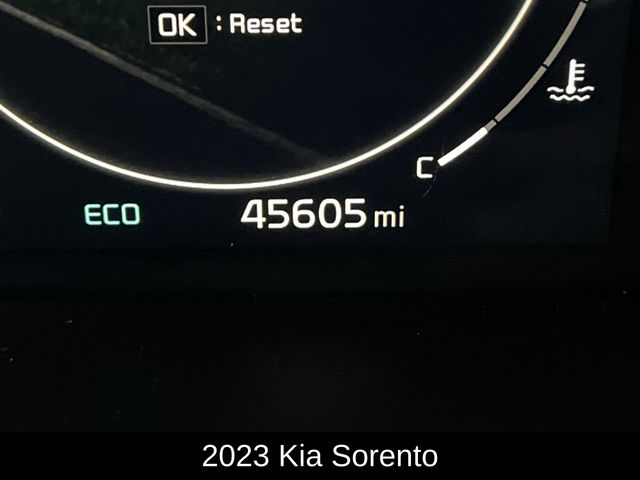 OK : Reset
C
ECO 45605 mi
2023 Kia Sorento